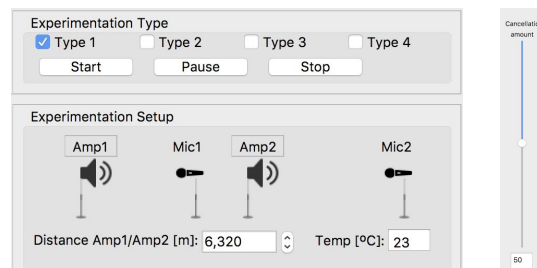 Experimentation Type
Type 1 Type 2 Type 3 Type 4
Start Pause Stop
Experimentation Setup
Amp1 Mic1 Amp2 Mic2
Distance Amp1/Amp2 [m]: 6,320 Temp [ºC]: 23
Cancellatio
amount
50